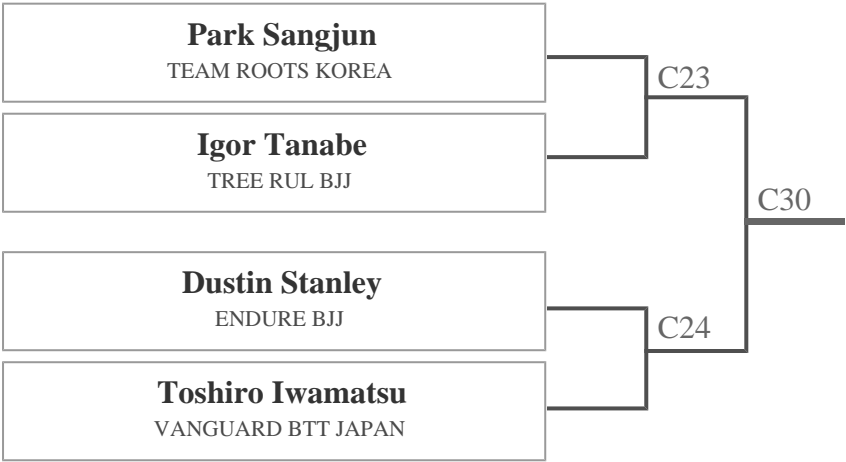 Park Sangjun
TEAM ROOTS KOREA
C23
Igor Tanabe
TREE RUL BJJ
C30
Dustin Stanley
ENDURE BJJ
C24
Toshiro Iwamatsu
VANGUARD BTT JAPAN